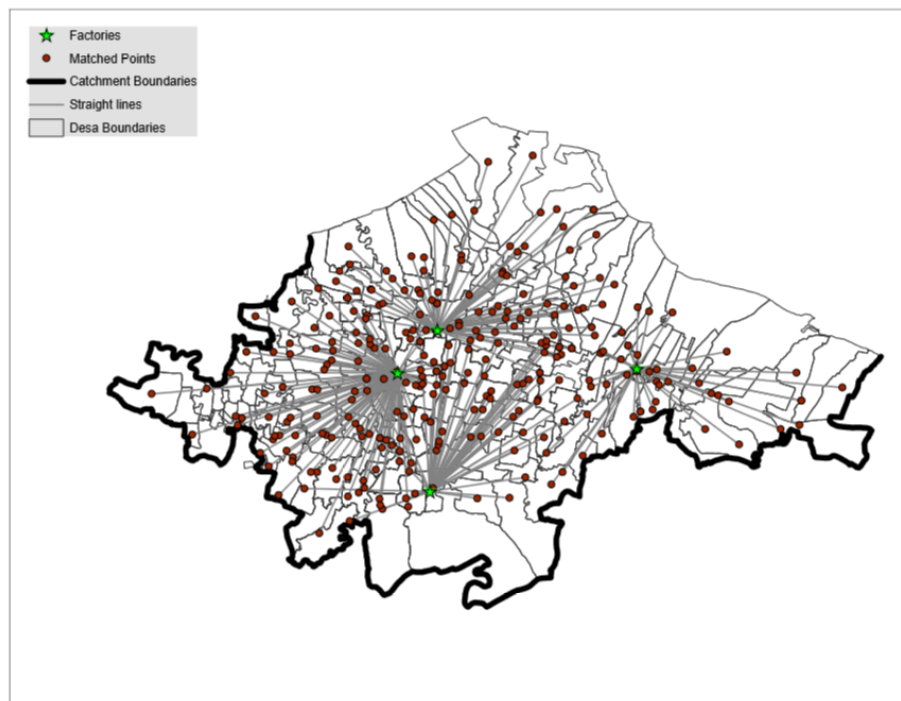 Factories
Matched Points
Catchment Boundaries
Straight lines
Desa Boundaries